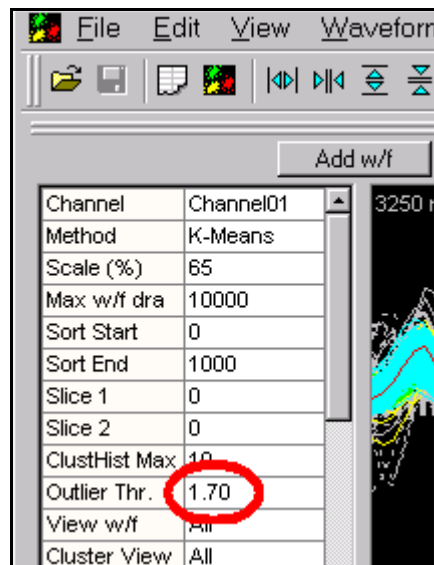 File Edit View Waveform
Add w/f
Channel Channel01
3250
Method K-Means
Scale (%) 65
Max w/f dra 10000
Sort Start 0
Sort End 1000
Slice 1 0
Slice 2 0
ClustHist Max 10
Outlier Thr. 1.70
View w/f All
Cluster View All